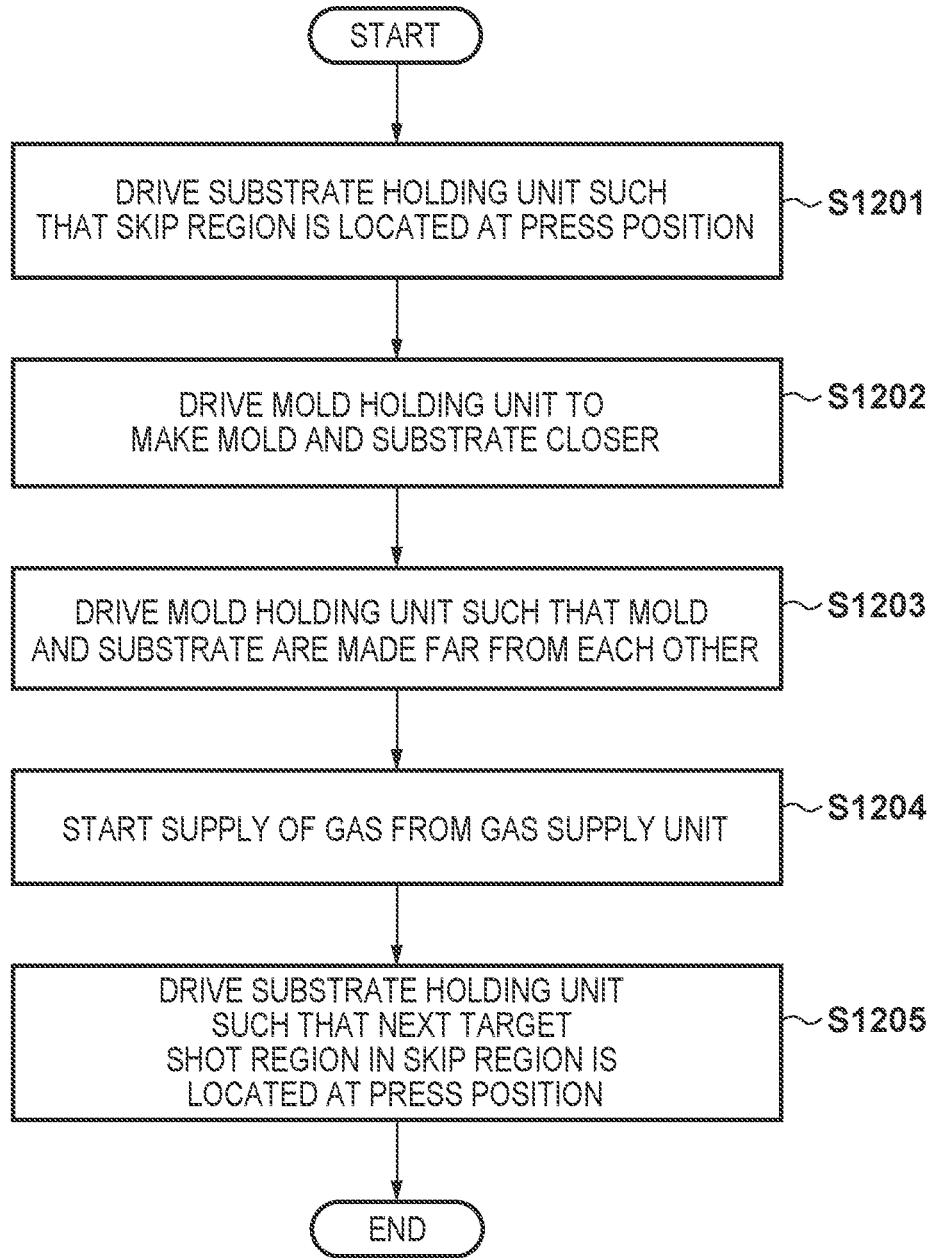 START
DRIVE SUBSTRATE HOLDING UNIT SUCH
THAT SKIP REGION IS LOCATED AT PRESS POSITION
S1201
DRIVE MOLD HOLDING UNIT TO
MAKE MOLD AND SUBSTRATE CLOSER
S1202
DRIVE MOLD HOLDING UNIT SUCH THAT MOLD
AND SUBSTRATE ARE MADE FAR FROM EACH OTHER
S1203
START SUPPLY OF GAS FROM GAS SUPPLY UNIT
S1204
DRIVE SUBSTRATE HOLDING UNIT
SUCH THAT NEXT TARGET
SHOT REGION IN SKIP REGION IS
LOCATED AT PRESS POSITION
S1205
END